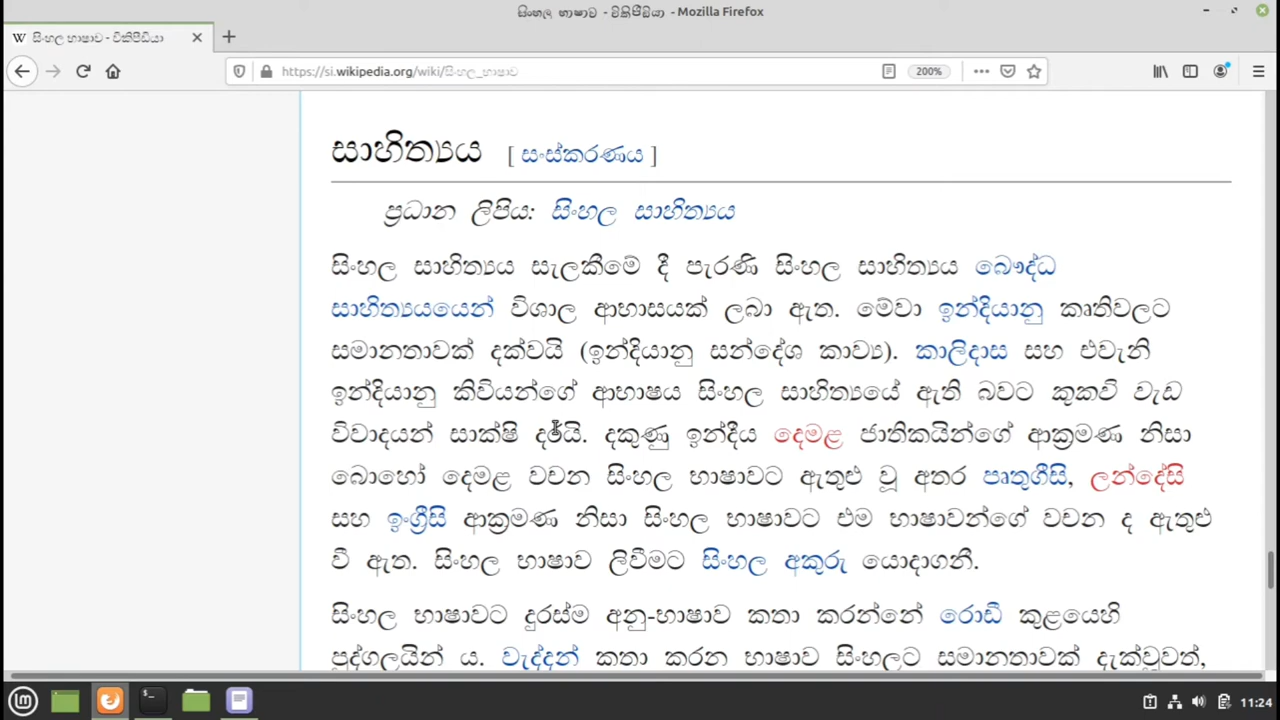 සිංහල භාෂාව - විකිපීඩියා - Mozilla Firefox
W සිංහල භාෂාව - විකිපීඩියා
https://si.wikipedia.org/wiki/සිංහල_භාෂාව 200%
සාහිත්‍යය [ සංස්කරණය ]
ප්‍රධාන ලිපිය: සිංහල සාහිත්‍යය
සිංහල සාහිත්‍යය සැලකීමේ දී පැරණි සිංහල සාහිත්‍යය බෞද්ධ
සාහිත්‍යයයෙන් විශාල ආභාසයක් ලබා ඇත. මේවා ඉන්දියානු කෘතිවලට
සමානතාවක් දක්වයි (ඉන්දියානු සන්දේශ කාව්‍ය). කාලිදාස සහ එවැනි
ඉන්දියානු කිවියන්ගේ ආභාෂය සිංහල සාහිත්‍යයේ ඇති බවට කුකවි වැඩ
විවාදයන් සාක්ෂි දරයි. දකුණු ඉන්දීය දෙමළ ජාතිකයින්ගේ ආක්‍රමණ නිසා
බොහෝ දෙමළ වචන සිංහල භාෂාවට ඇතුළු වූ අතර පෘතුගීසි, ලන්දේසි
සහ ඉංග්‍රීසි ආක්‍රමණ නිසා සිංහල භාෂාවට එම භාෂාවන්ගේ වචන ද ඇතුළු
වී ඇත. සිංහල භාෂාව ලිවීමට සිංහල අකුරු යොදාගනී.
සිංහල භාෂාවට දුරස්ම අනු-භාෂාව කතා කරන්නේ රොඩී කුළයෙහි
පුද්ගලයින් ය. වැද්දන් කතා කරන භාෂාව සිංහලට සමානතාවක් දැක්වූවත්,
11:24